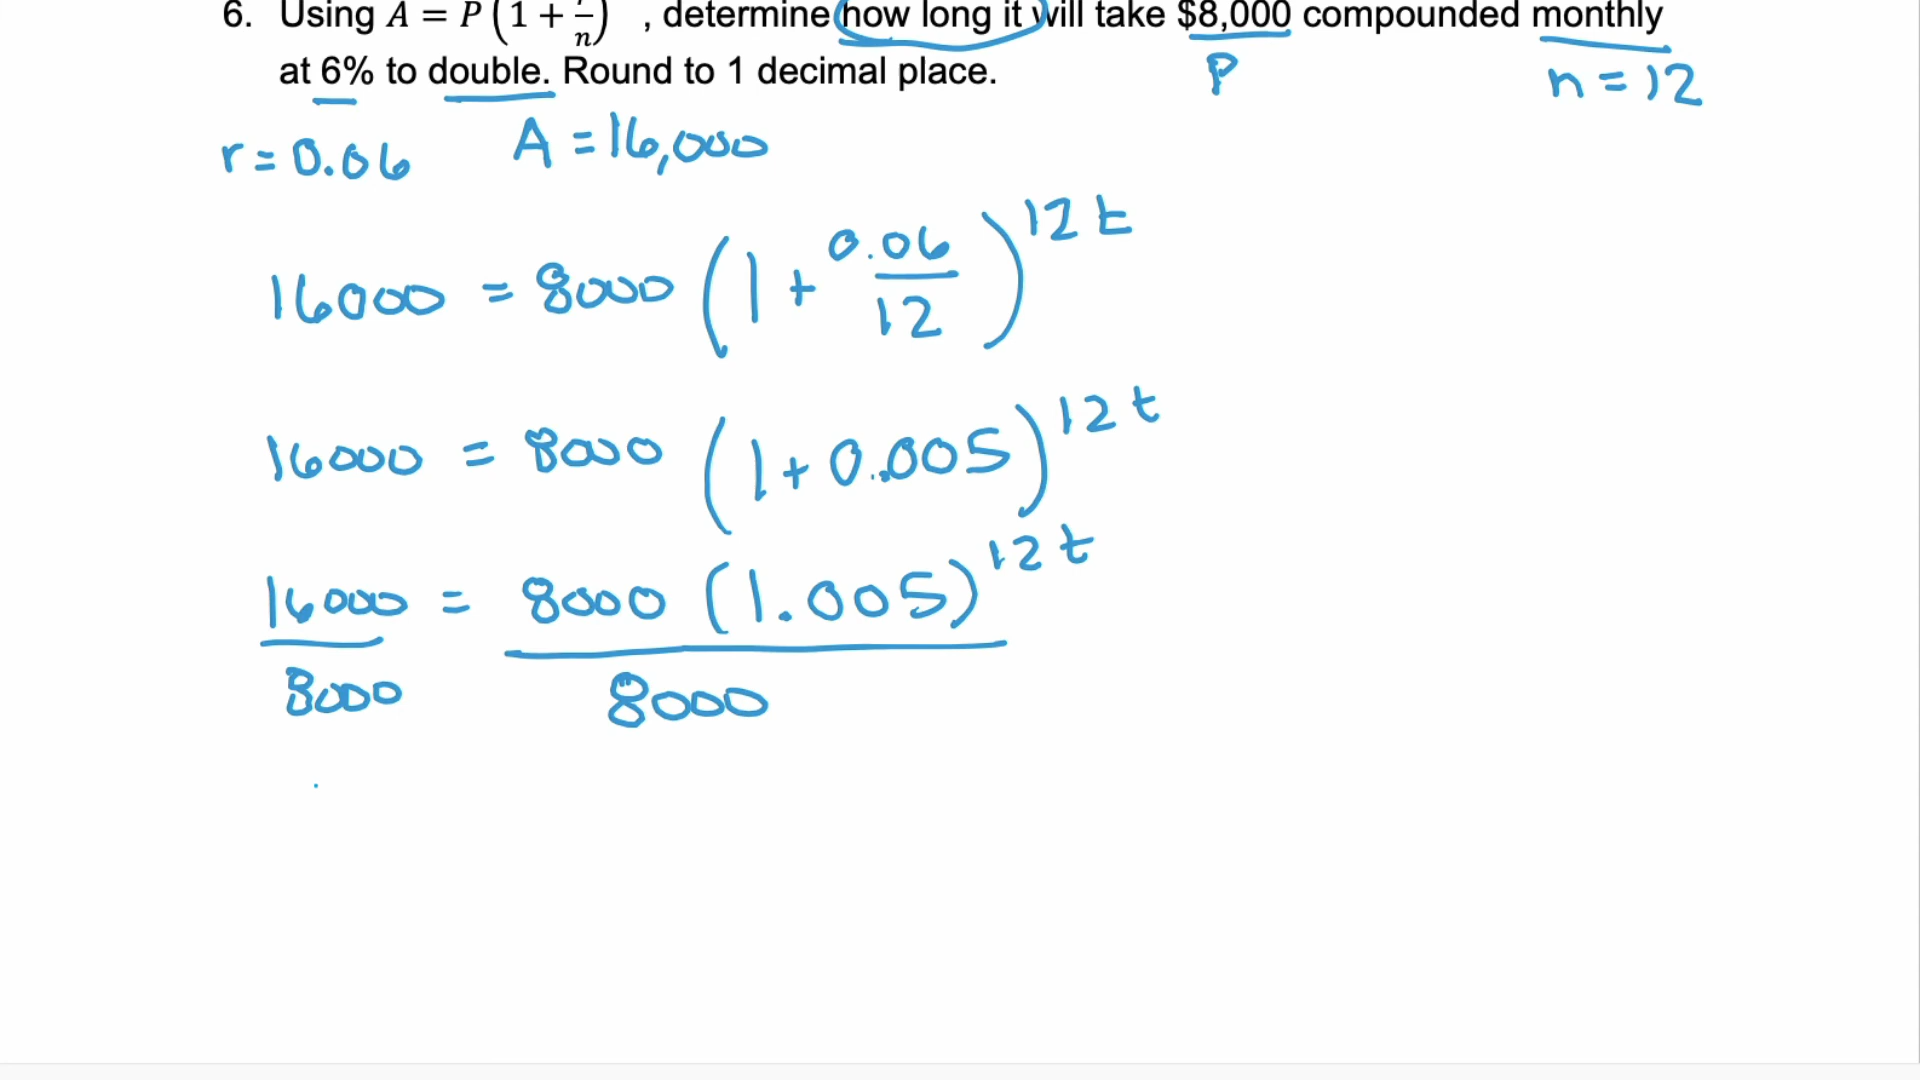 6. Using A = P(1 + r/n) , determine how long it will take $8,000 compounded monthly
at 6% to double. Round to 1 decimal place.
P
n = 12
r = 0.06
A = 16,000
16000 = 8000 (1 + 0.06/12)^12t
16000 = 8000 (1 + 0.005)^12t
16000 = 8000 (1.005)^12t
8000 8000